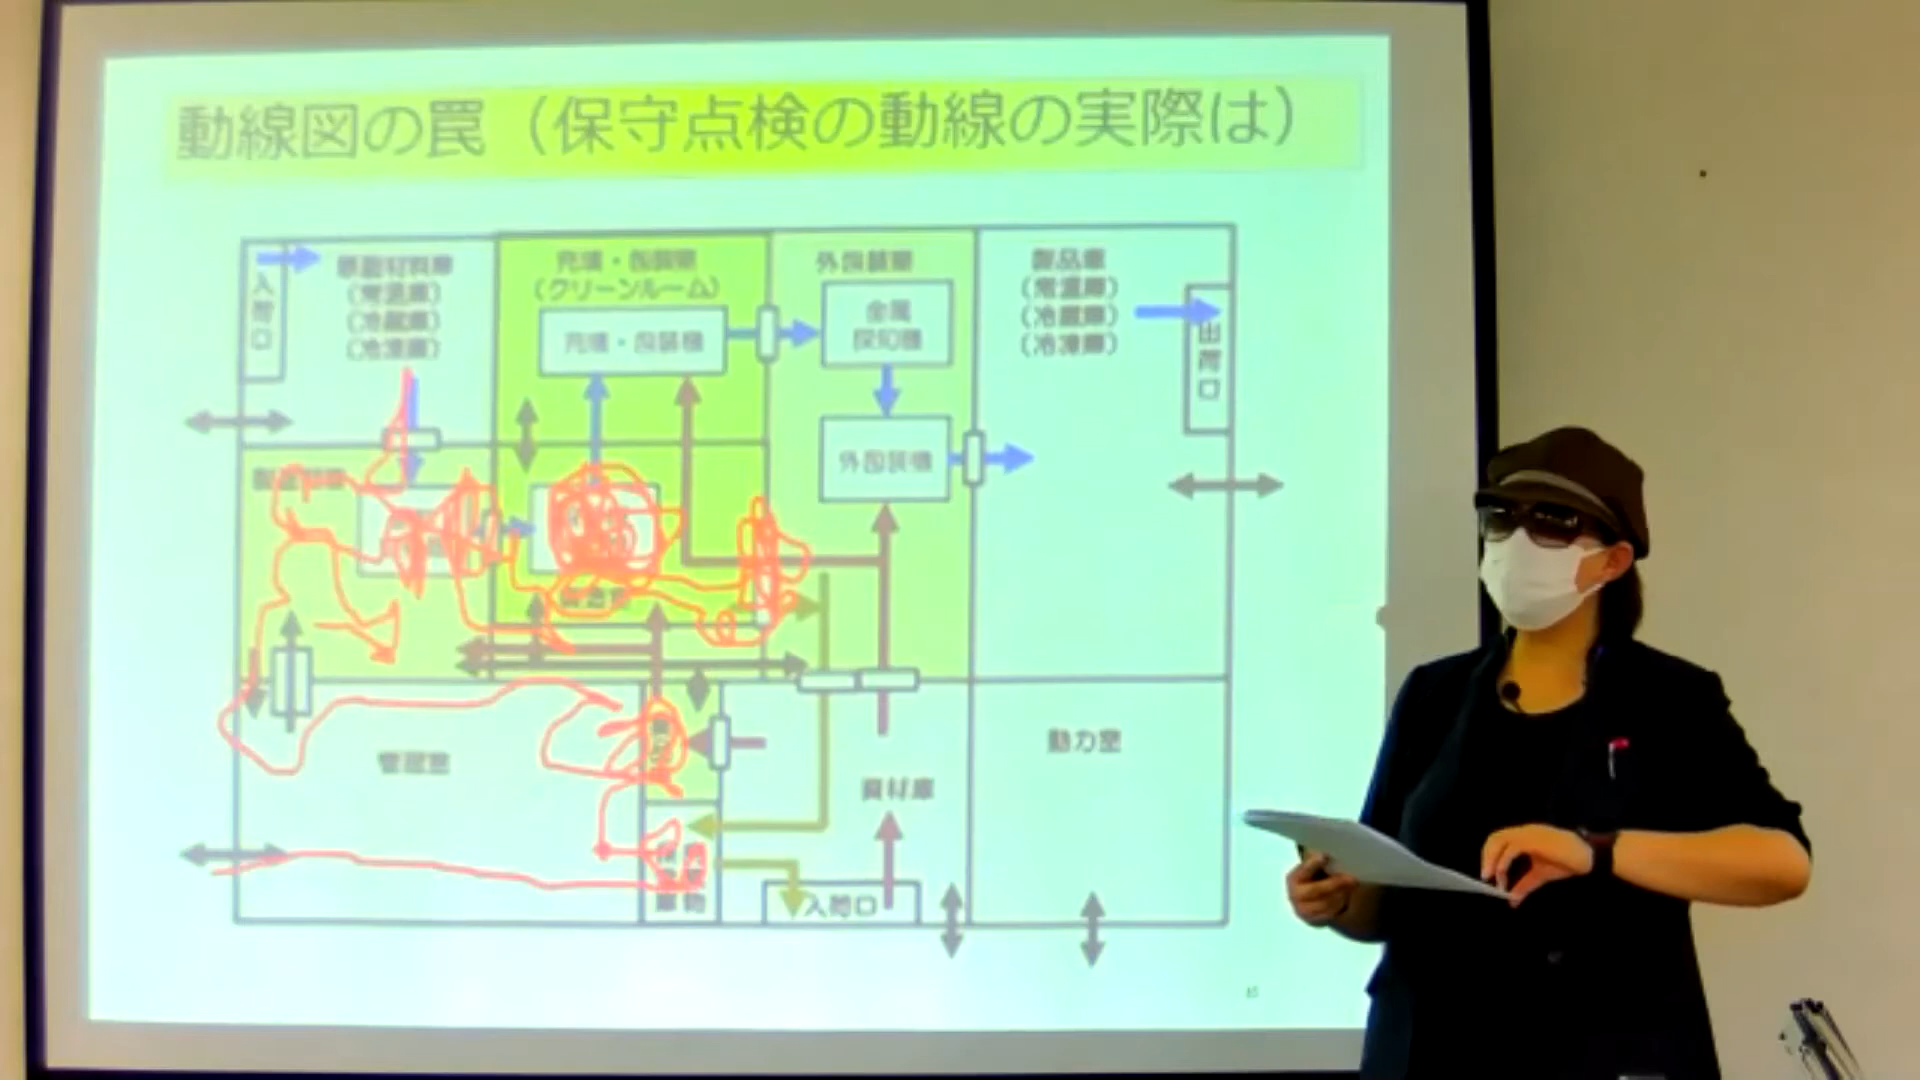 動線図の罠（保守点検の動線の実際は）
入荷口
原副材料庫
（常温庫）
（冷蔵庫）
（冷凍庫）
充填・包装室
（クリーンルーム）
充填・包装機
外包装室
金属
探知機
外包装機
製品庫
（常温庫）
（冷蔵庫）
（冷凍庫）
出荷口
管理室
資材庫
動力室
入荷口